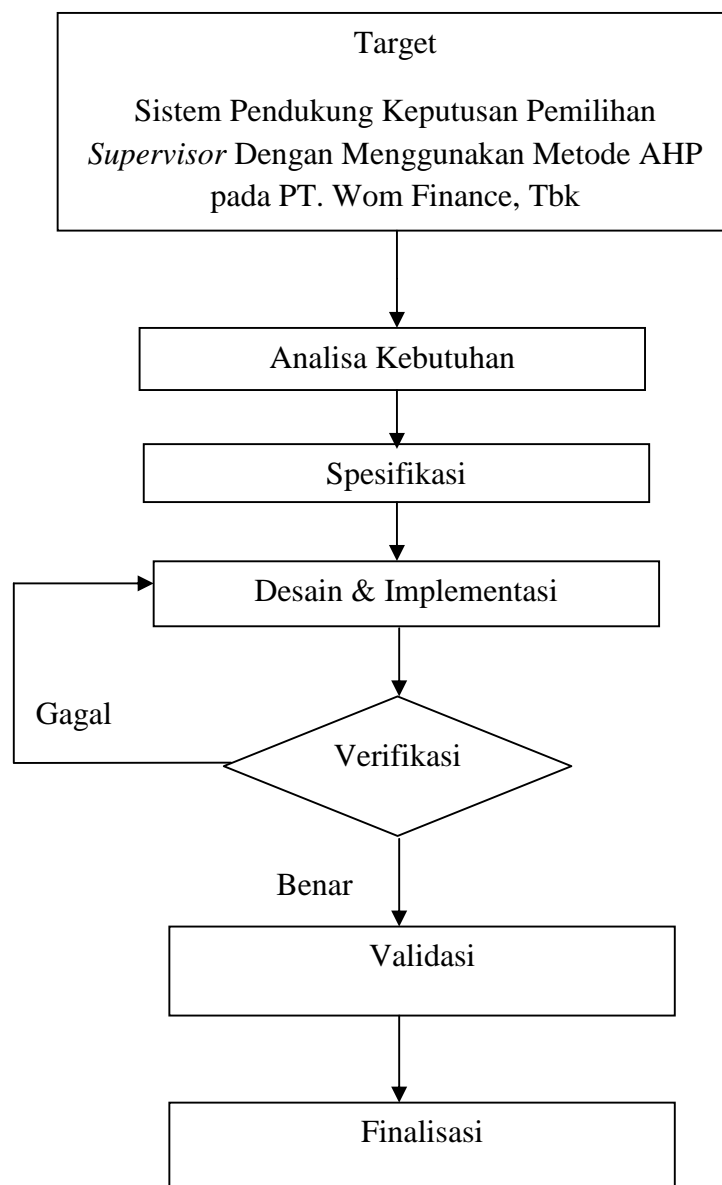 Target
Sistem Pendukung Keputusan Pemilihan
Supervisor Dengan Menggunakan Metode AHP
pada PT. Wom Finance, Tbk
Analisa Kebutuhan
Spesifikasi
Desain & Implementasi
Gagal
Verifikasi
Benar
Validasi
Finalisasi